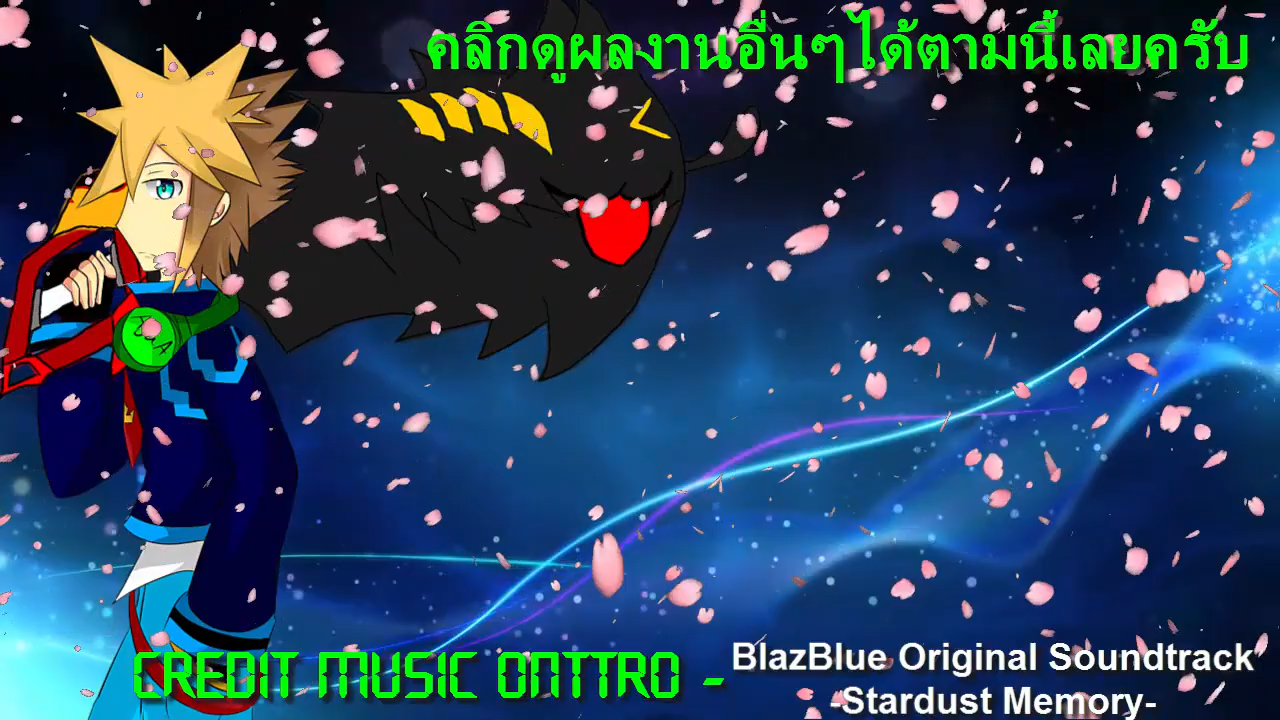 คลิกดูผลงานอื่นๆได้ตามนี้เลยครับ
CREDIT MUSIC ONTTRO -
BlazBlue Original Soundtrack
-Stardust Memory-